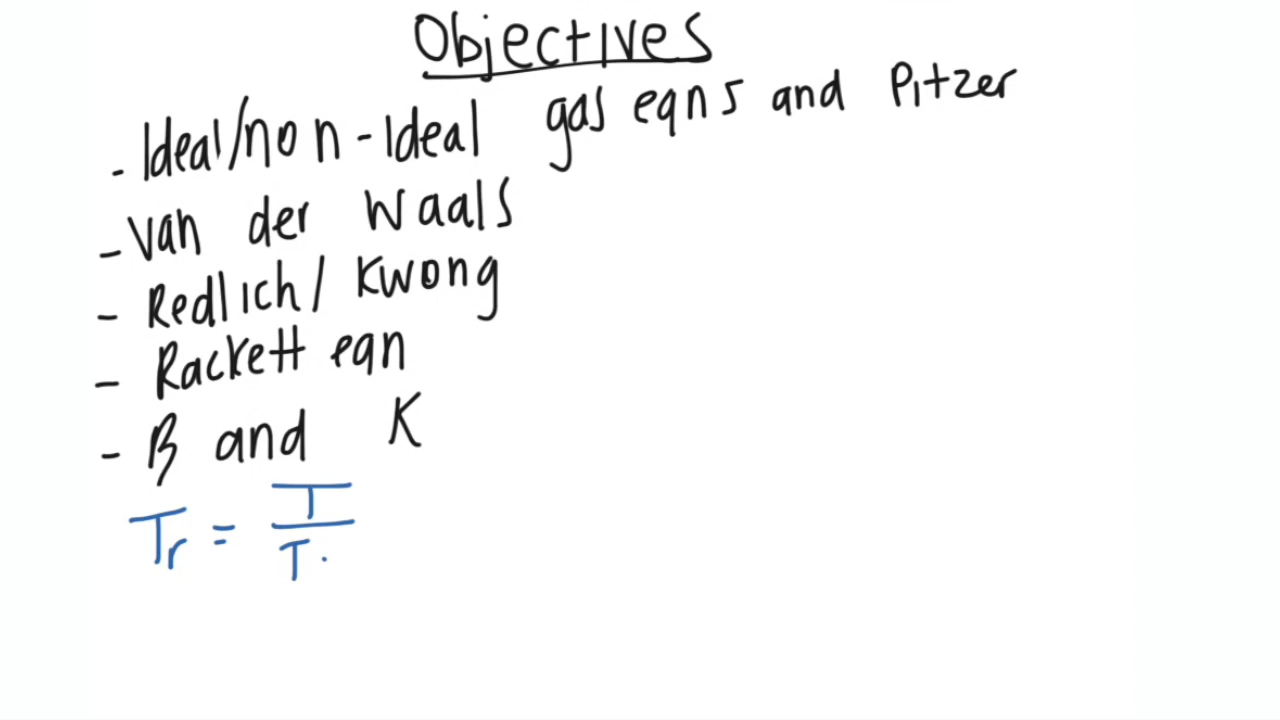 Objectives
- Ideal/non-Ideal gas eqns and Pitzer
- Van der Waals
- Redlich/Kwong
- Rackett eqn
- β and K
Tr = T
T.